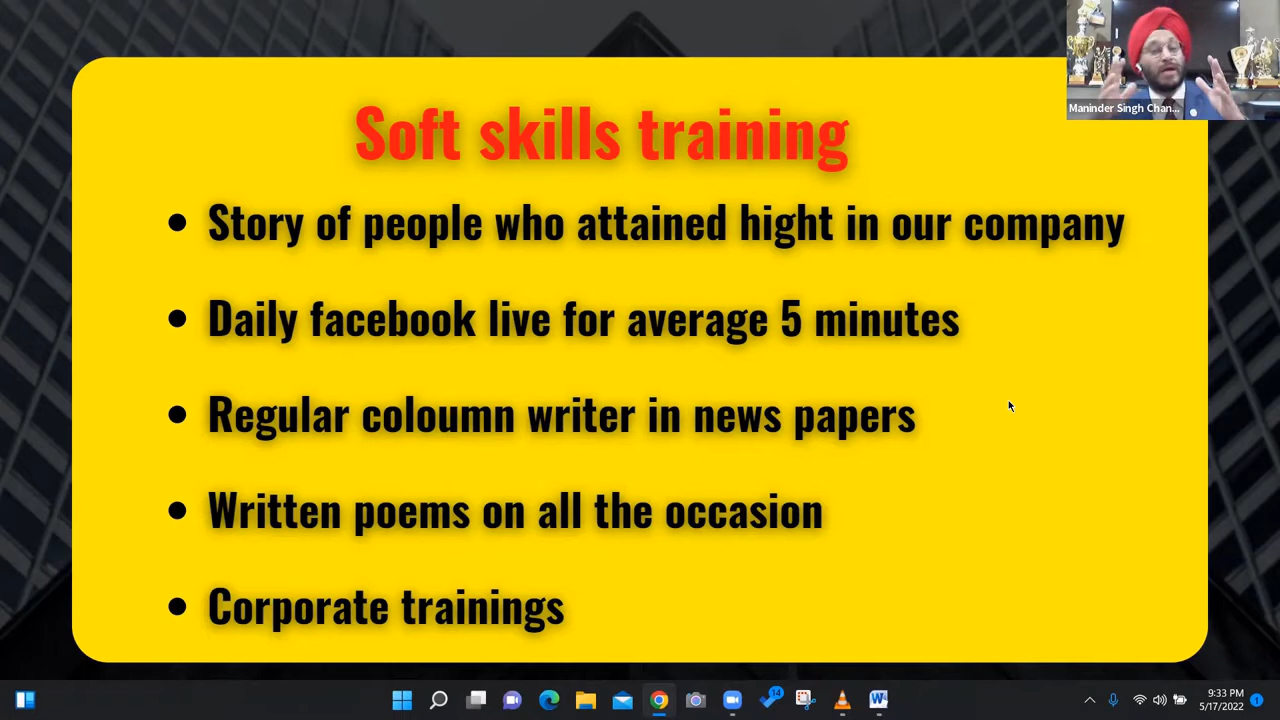 Soft skills training
Maninder Singh Chan...
• Story of people who attained hight in our company
• Daily facebook live for average 5 minutes
• Regular coloumn writer in news papers
• Written poems on all the occasion
• Corporate trainings
14
9:33 PM
5/17/2022
1